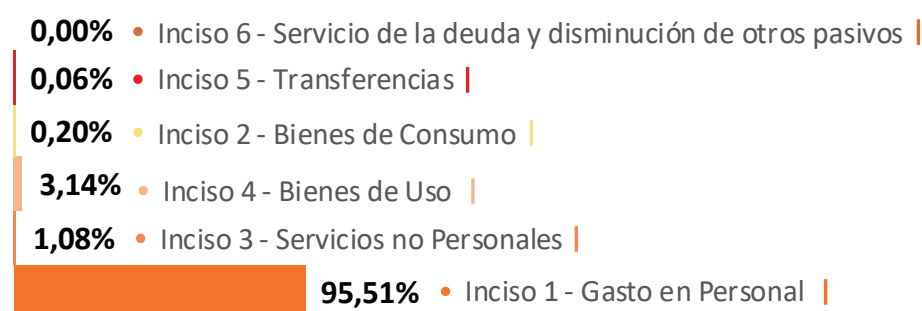 0,00% • Inciso 6 - Servicio de la deuda y disminución de otros pasivos
0,06% • Inciso 5 - Transferencias
0,20% • Inciso 2 - Bienes de Consumo
3,14% • Inciso 4 - Bienes de Uso
1,08% • Inciso 3 - Servicios no Personales
95,51% • Inciso 1 - Gasto en Personal